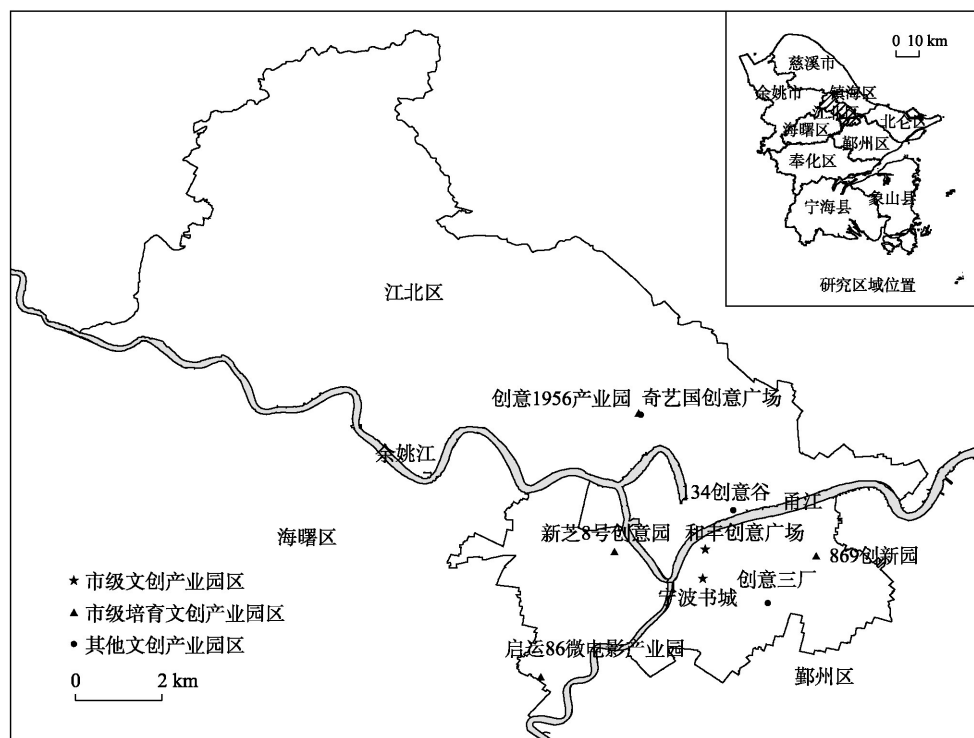 0 10 km
慈溪市
余姚市
镇海区
江北区
北仑区
海曙区
鄞州区
奉化区
宁海县
象山县
研究区域位置
江北区
创意1956产业园
奇艺国创意广场
余姚江
134创意谷
甬江
海曙区
新芝8号创意园
和丰创意广场
869创新园
创意三厂
宁波书城
市级文创产业园区
市级培育文创产业园区
其他文创产业园区
启运86微电影产业园
鄞州区
0 2 km